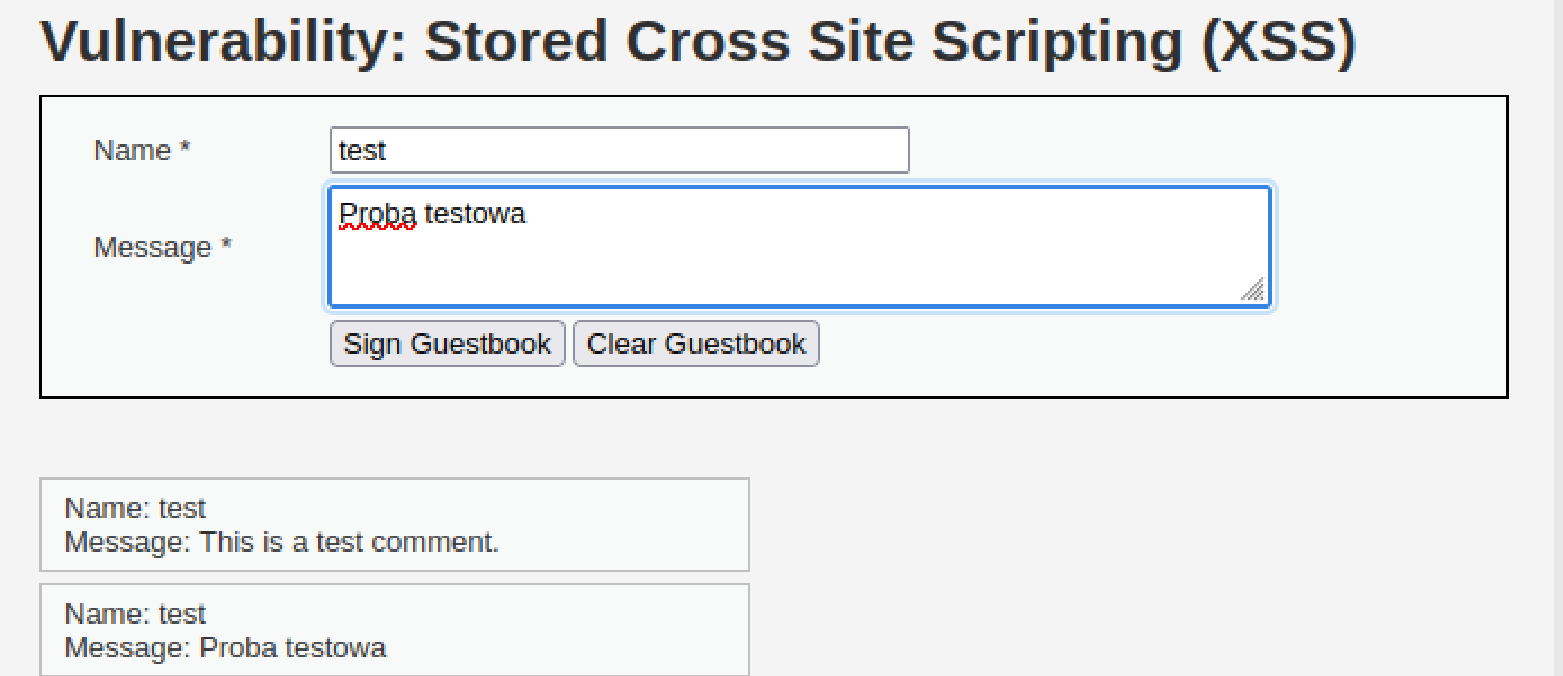 Vulnerability: Stored Cross Site Scripting (XSS)
Name *
test
Message *
Proba testowa
Sign Guestbook
Clear Guestbook
Name: test
Message: This is a test comment.
Name: test
Message: Proba testowa